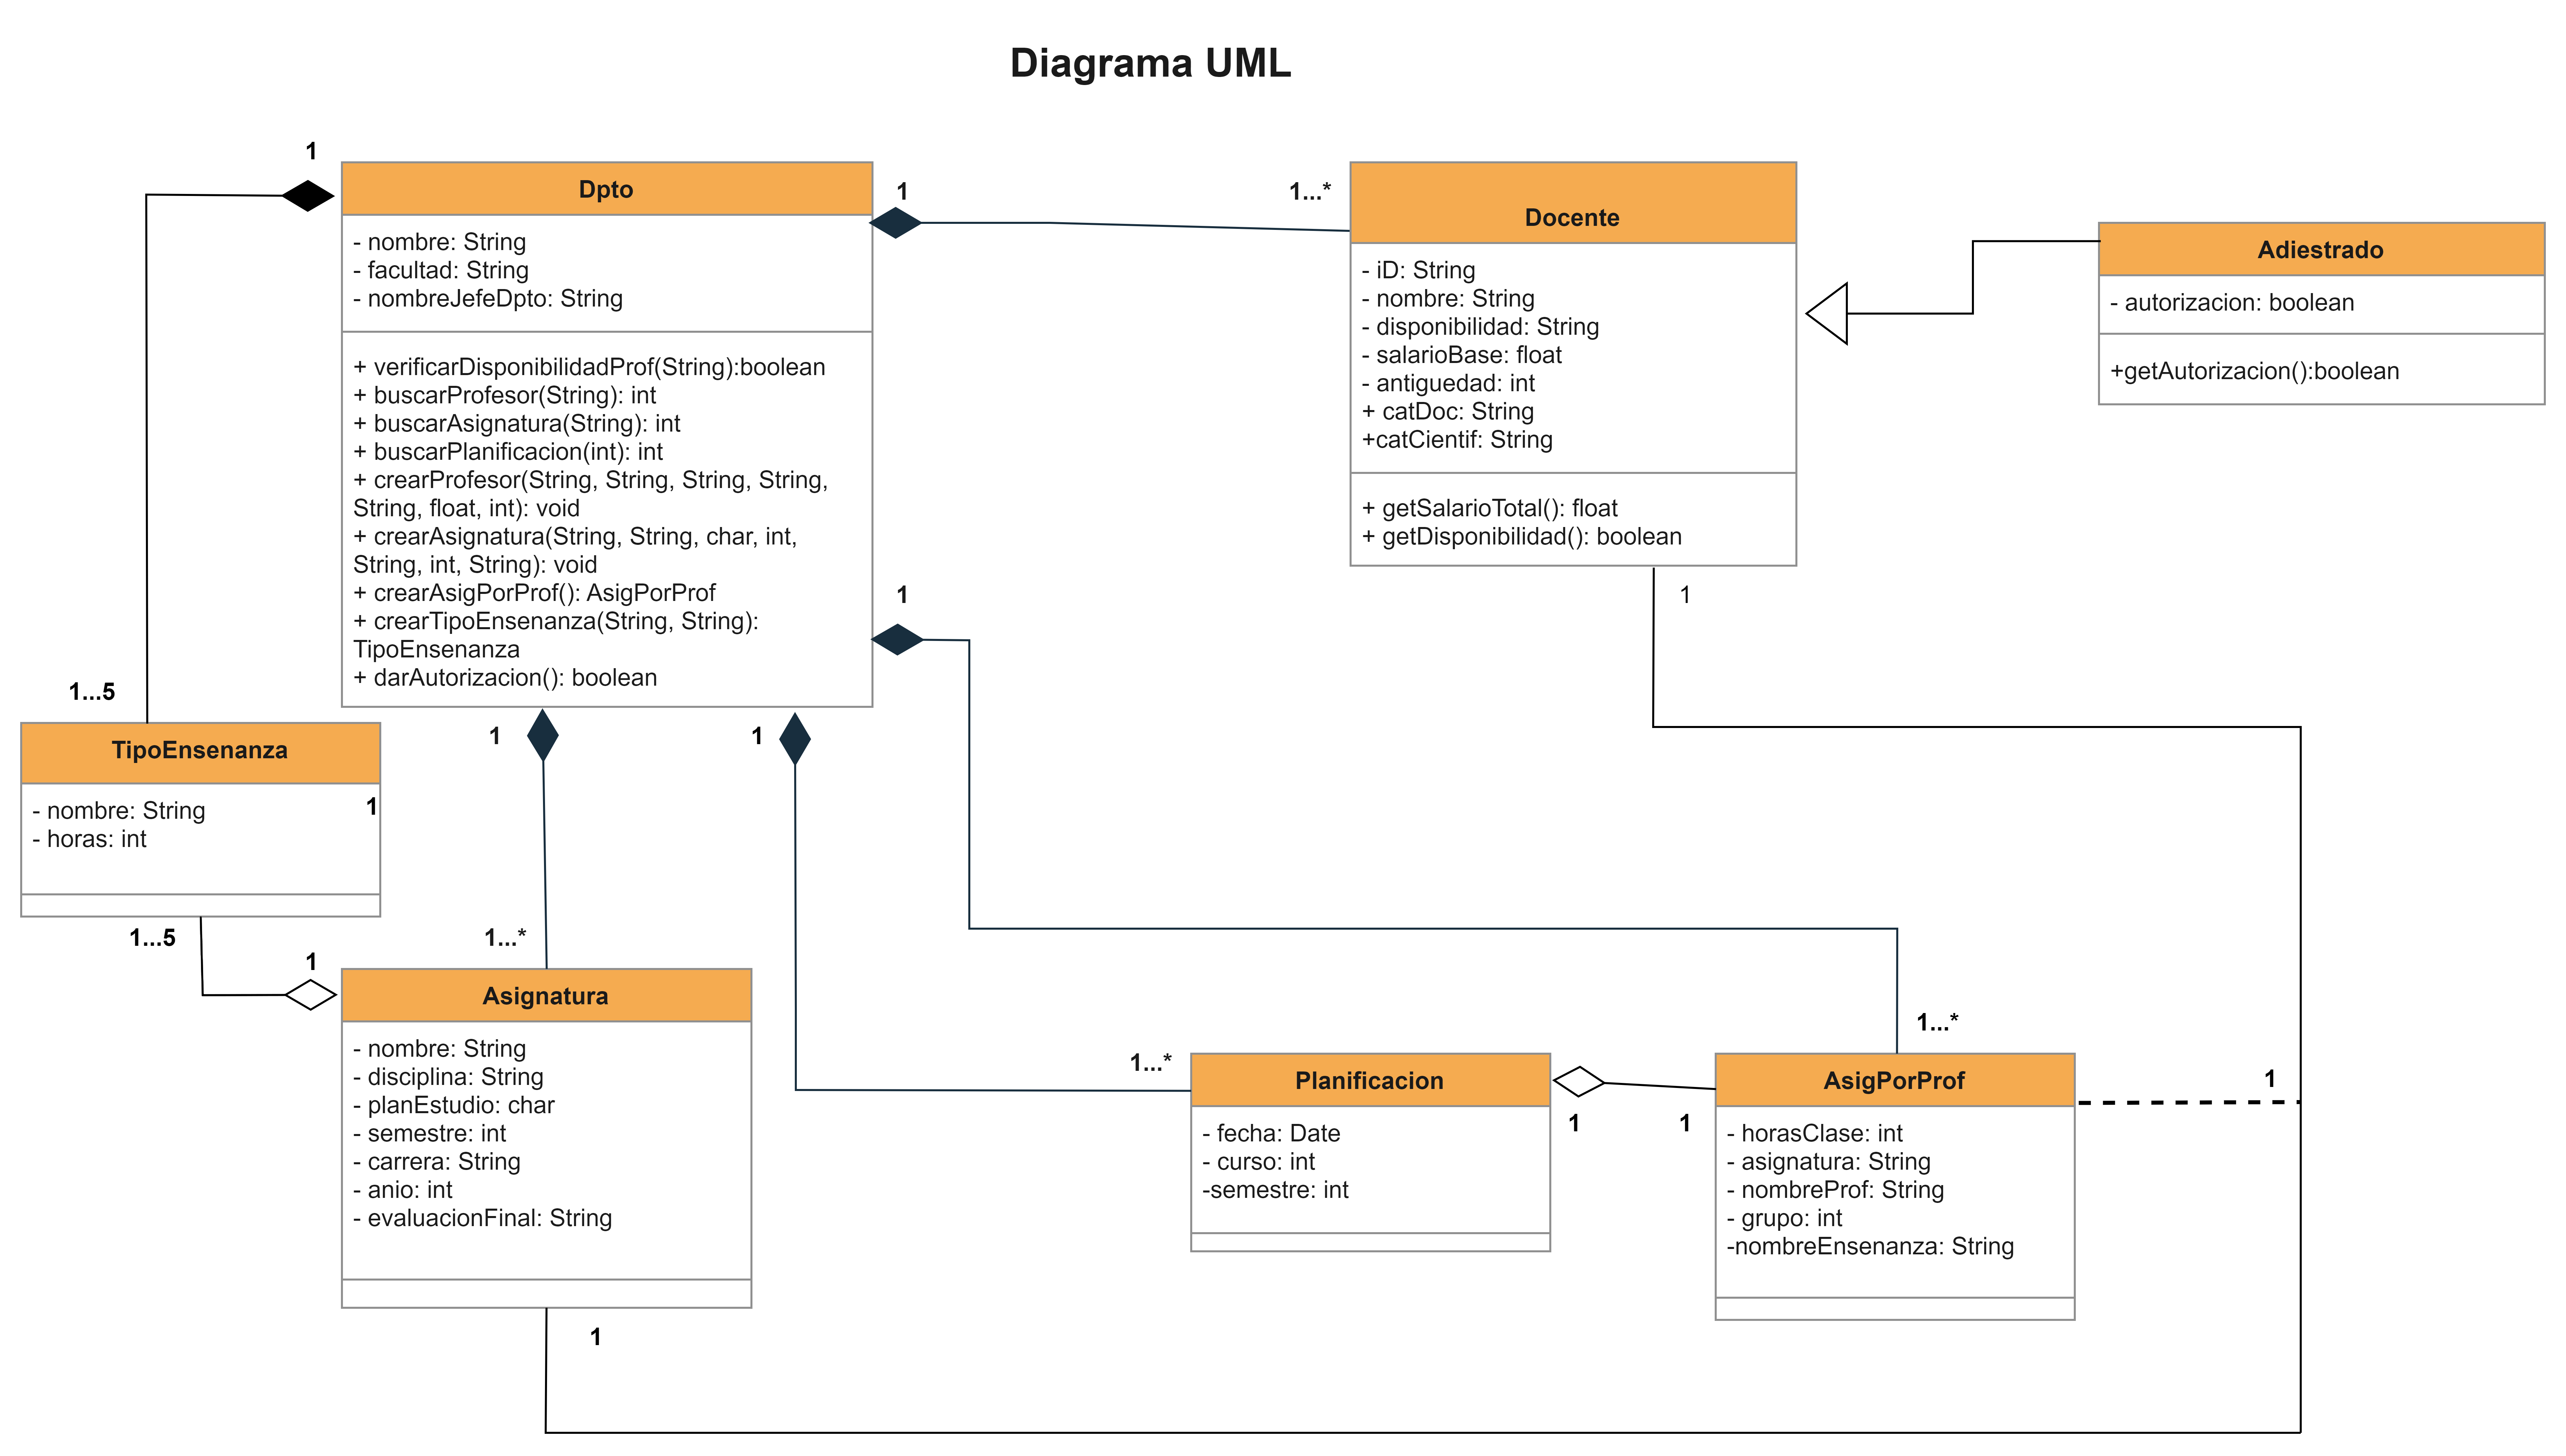 Diagrama UML
1
Dpto
- nombre: String
- facultad: String
- nombreJefeDpto: String
+ verificarDisponibilidadProf(String):boolean
+ buscarProfesor(String): int
+ buscarAsignatura(String): int
+ buscarPlanificacion(int): int
+ crearProfesor(String, String, String, String,
String, float, int): void
+ crearAsignatura(String, String, char, int,
String, int, String): void
+ crearAsigPorProf(): AsigPorProf
+ crearTipoEnsenanza(String, String):
TipoEnsenanza
+ darAutorizacion(): boolean
1
1...*
Docente
- iD: String
- nombre: String
- disponibilidad: String
- salarioBase: float
- antiguedad: int
+ catDoc: String
+catCientif: String
+ getSalarioTotal(): float
+ getDisponibilidad(): boolean
Adiestrado
- autorizacion: boolean
+getAutorizacion():boolean
1
1
1...5
1
1
TipoEnsenanza
- nombre: String
- horas: int
1
1...5
1
1...*
Asignatura
- nombre: String
- disciplina: String
- planEstudio: char
- semestre: int
- carrera: String
- anio: int
- evaluacionFinal: String
1
1...*
Planificacion
- fecha: Date
- curso: int
-semestre: int
1
1
1...*
AsigPorProf
- horasClase: int
- asignatura: String
- nombreProf: String
- grupo: int
-nombreEnsenanza: String
1